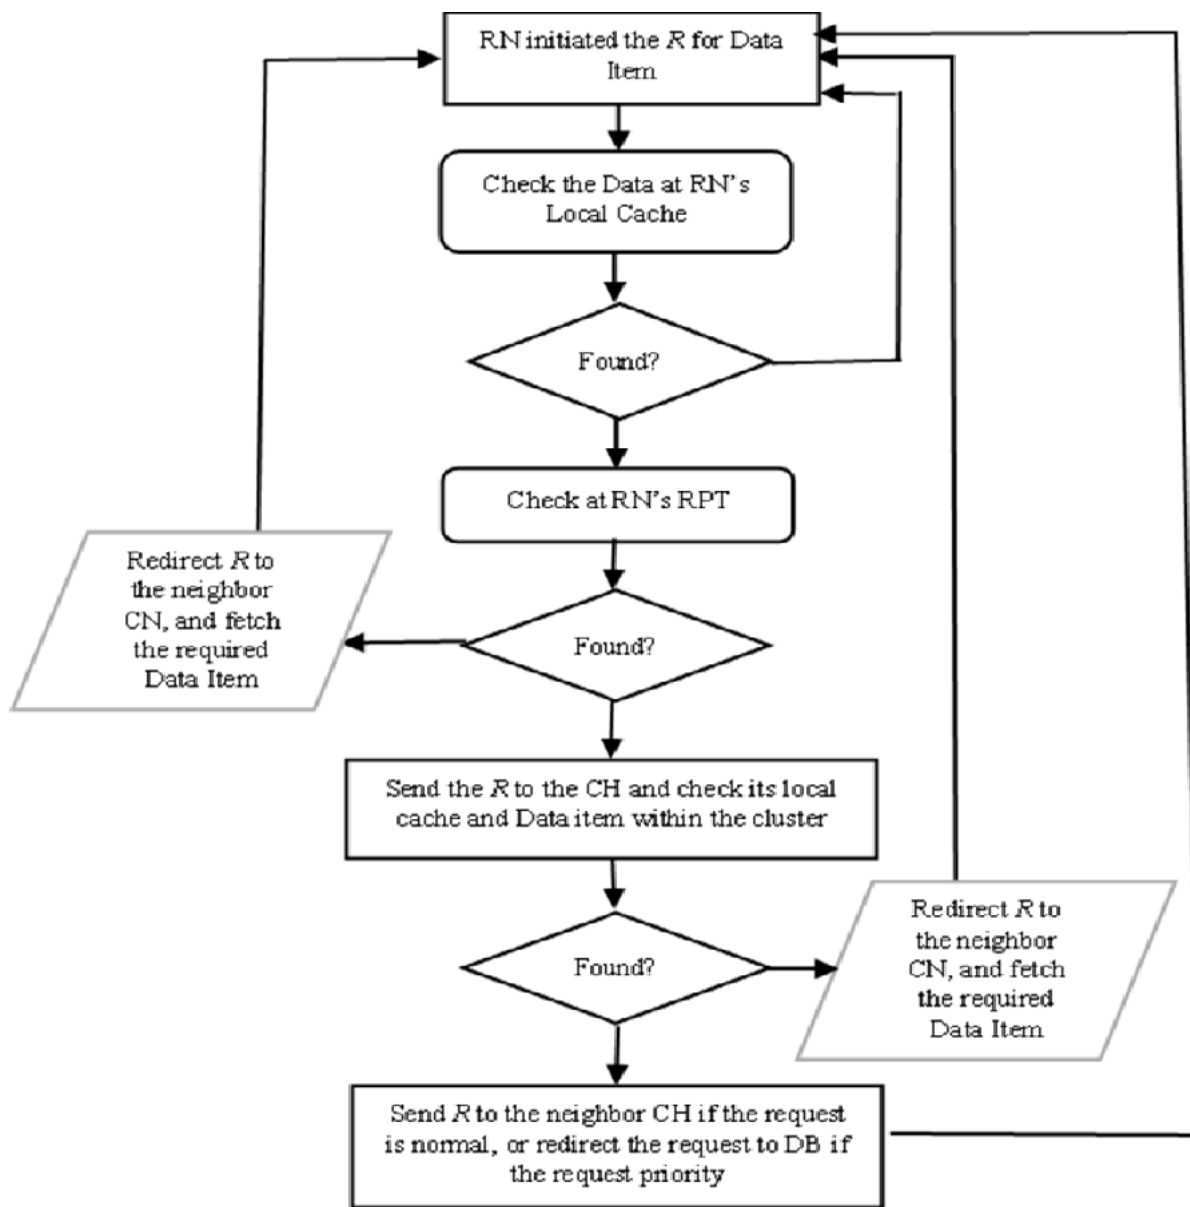 RN initiated the R for Data
Item
Check the Data at RN's
Local Cache
Found?
Check at RN's RPT
Redirect R to
the neighbor
CN, and fetch
the required
Data Item
Found?
Send the R to the CH and check its local
cache and Data item within the cluster
Found?
Redirect R to
the neighbor
CN, and fetch
the required
Data Item
Send R to the neighbor CH if the request
is normal, or redirect the request to DB if
the request priority